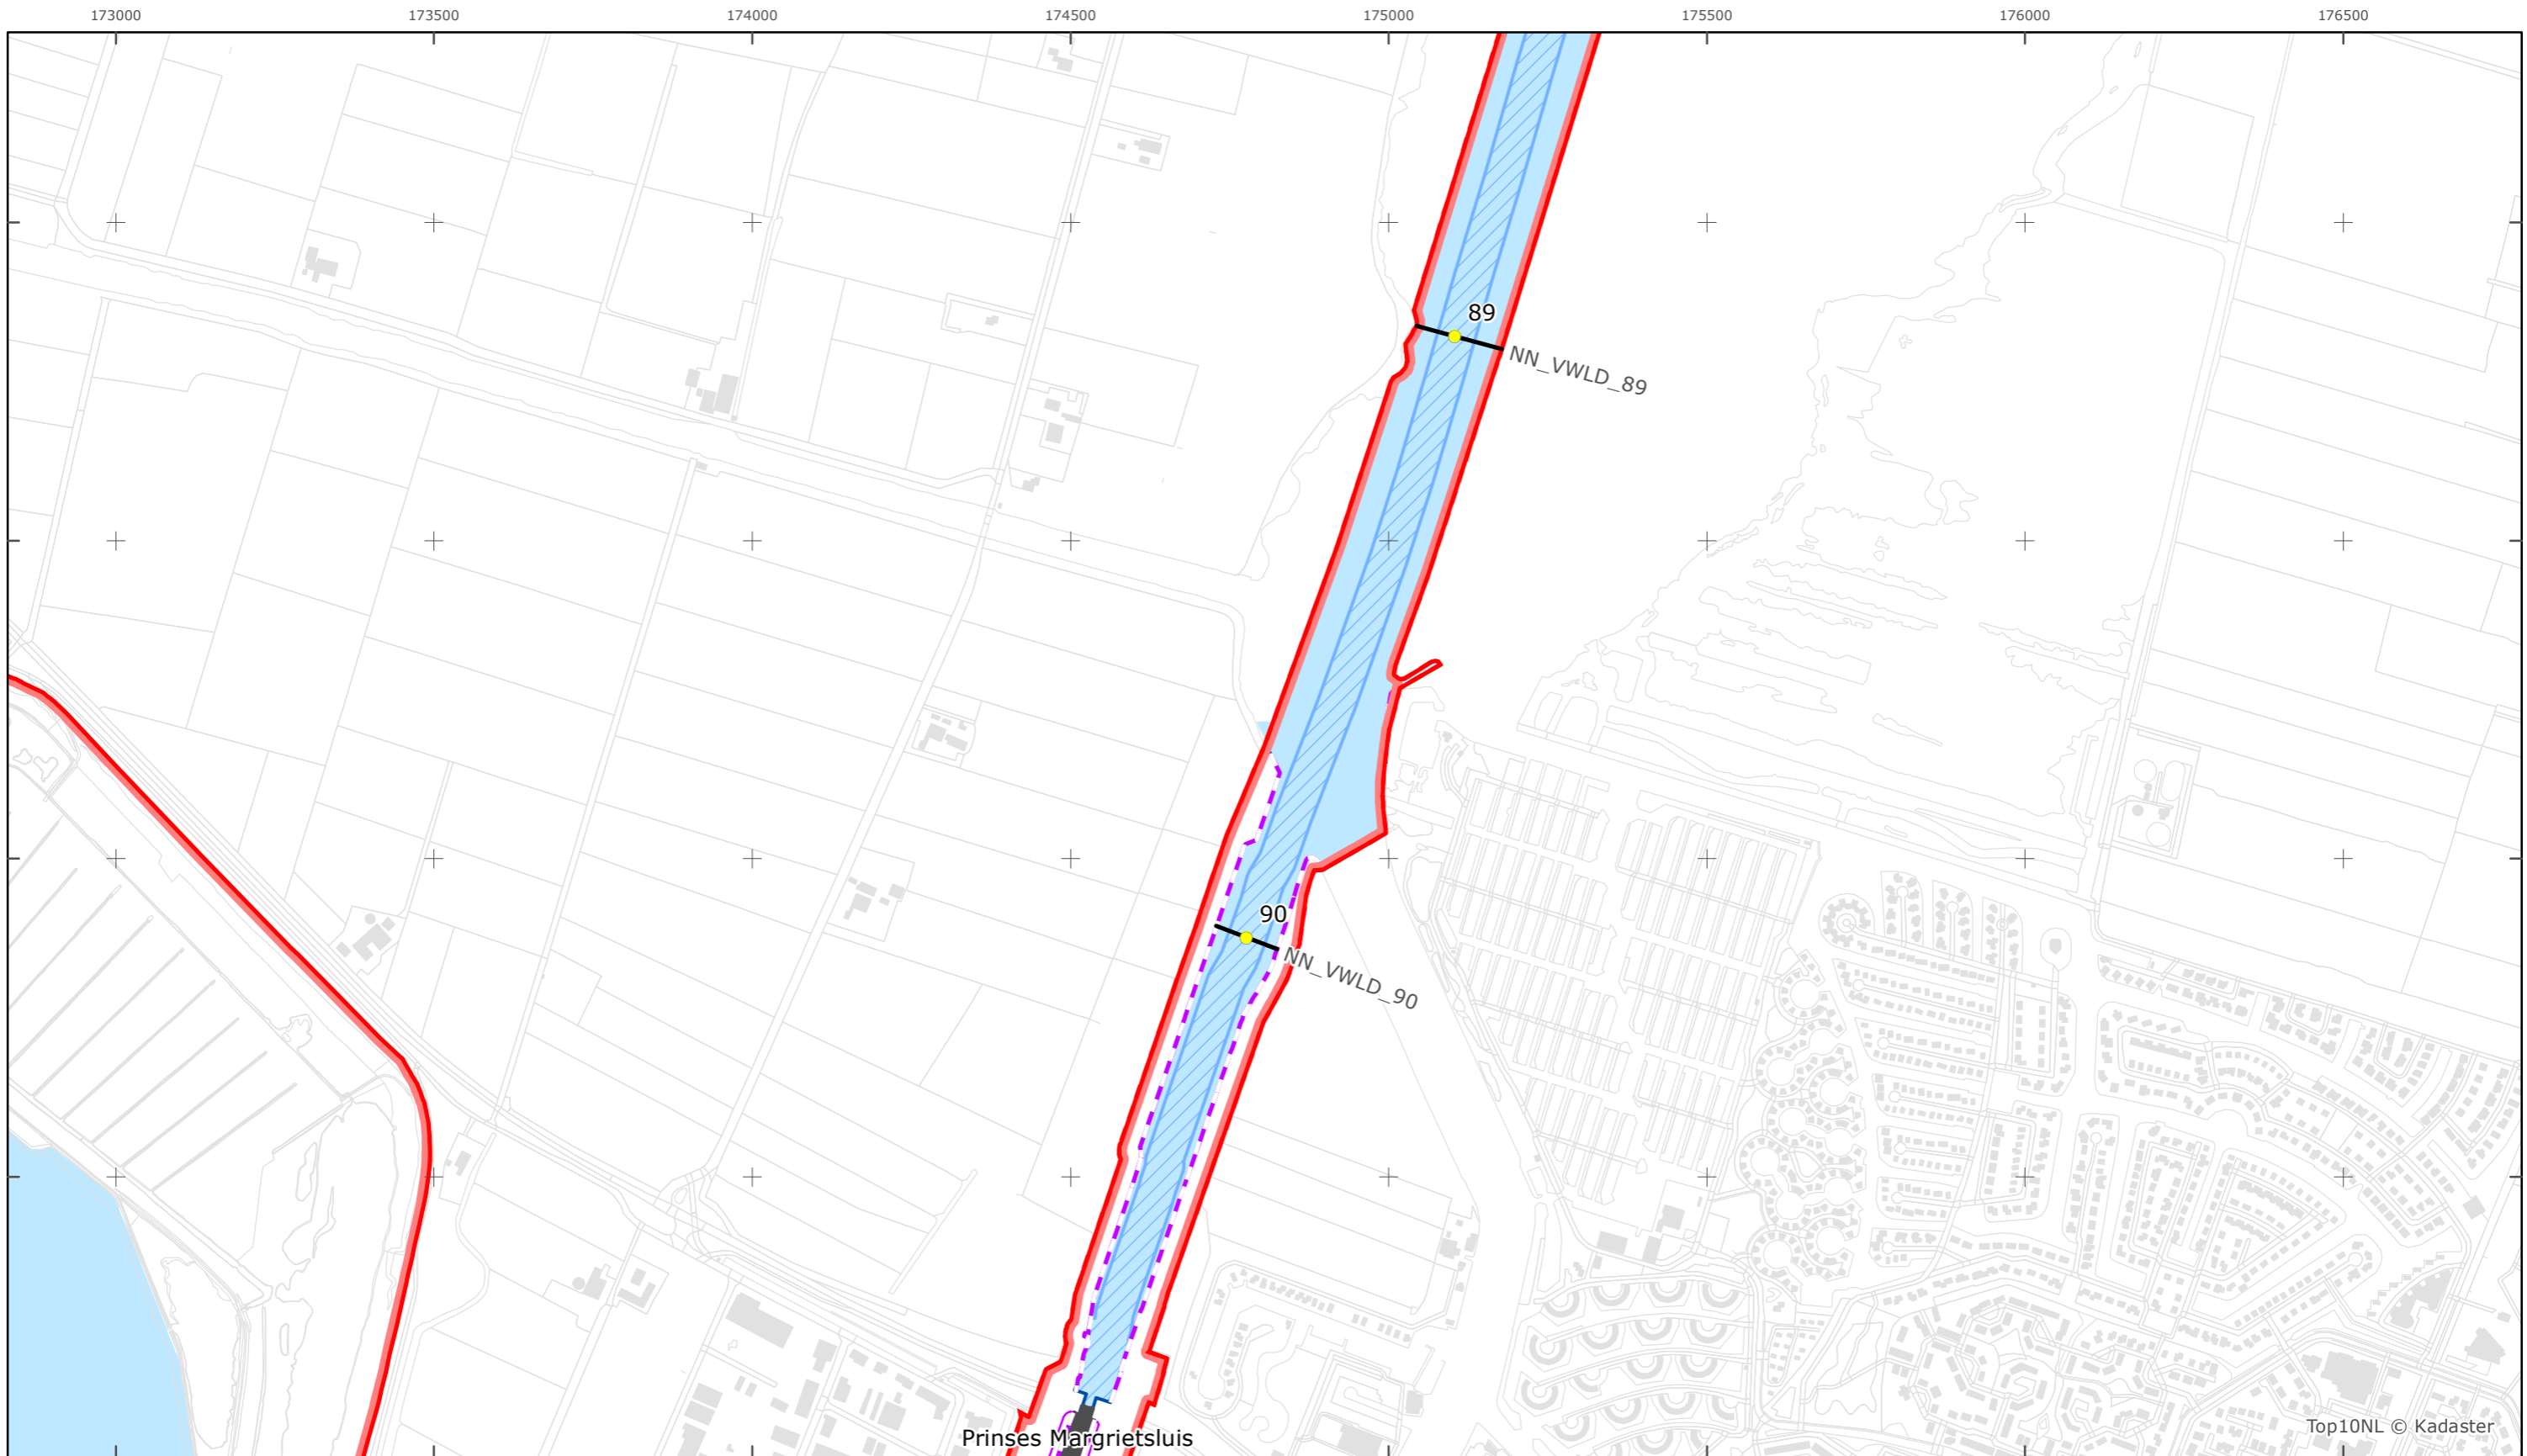 173000 173500 174000 174500 175000 175500 176000 176500
89
NN_VWLD_89
90
NN_VWLD_90
Prinses Margrietsluis
Top10NL © Kadaster